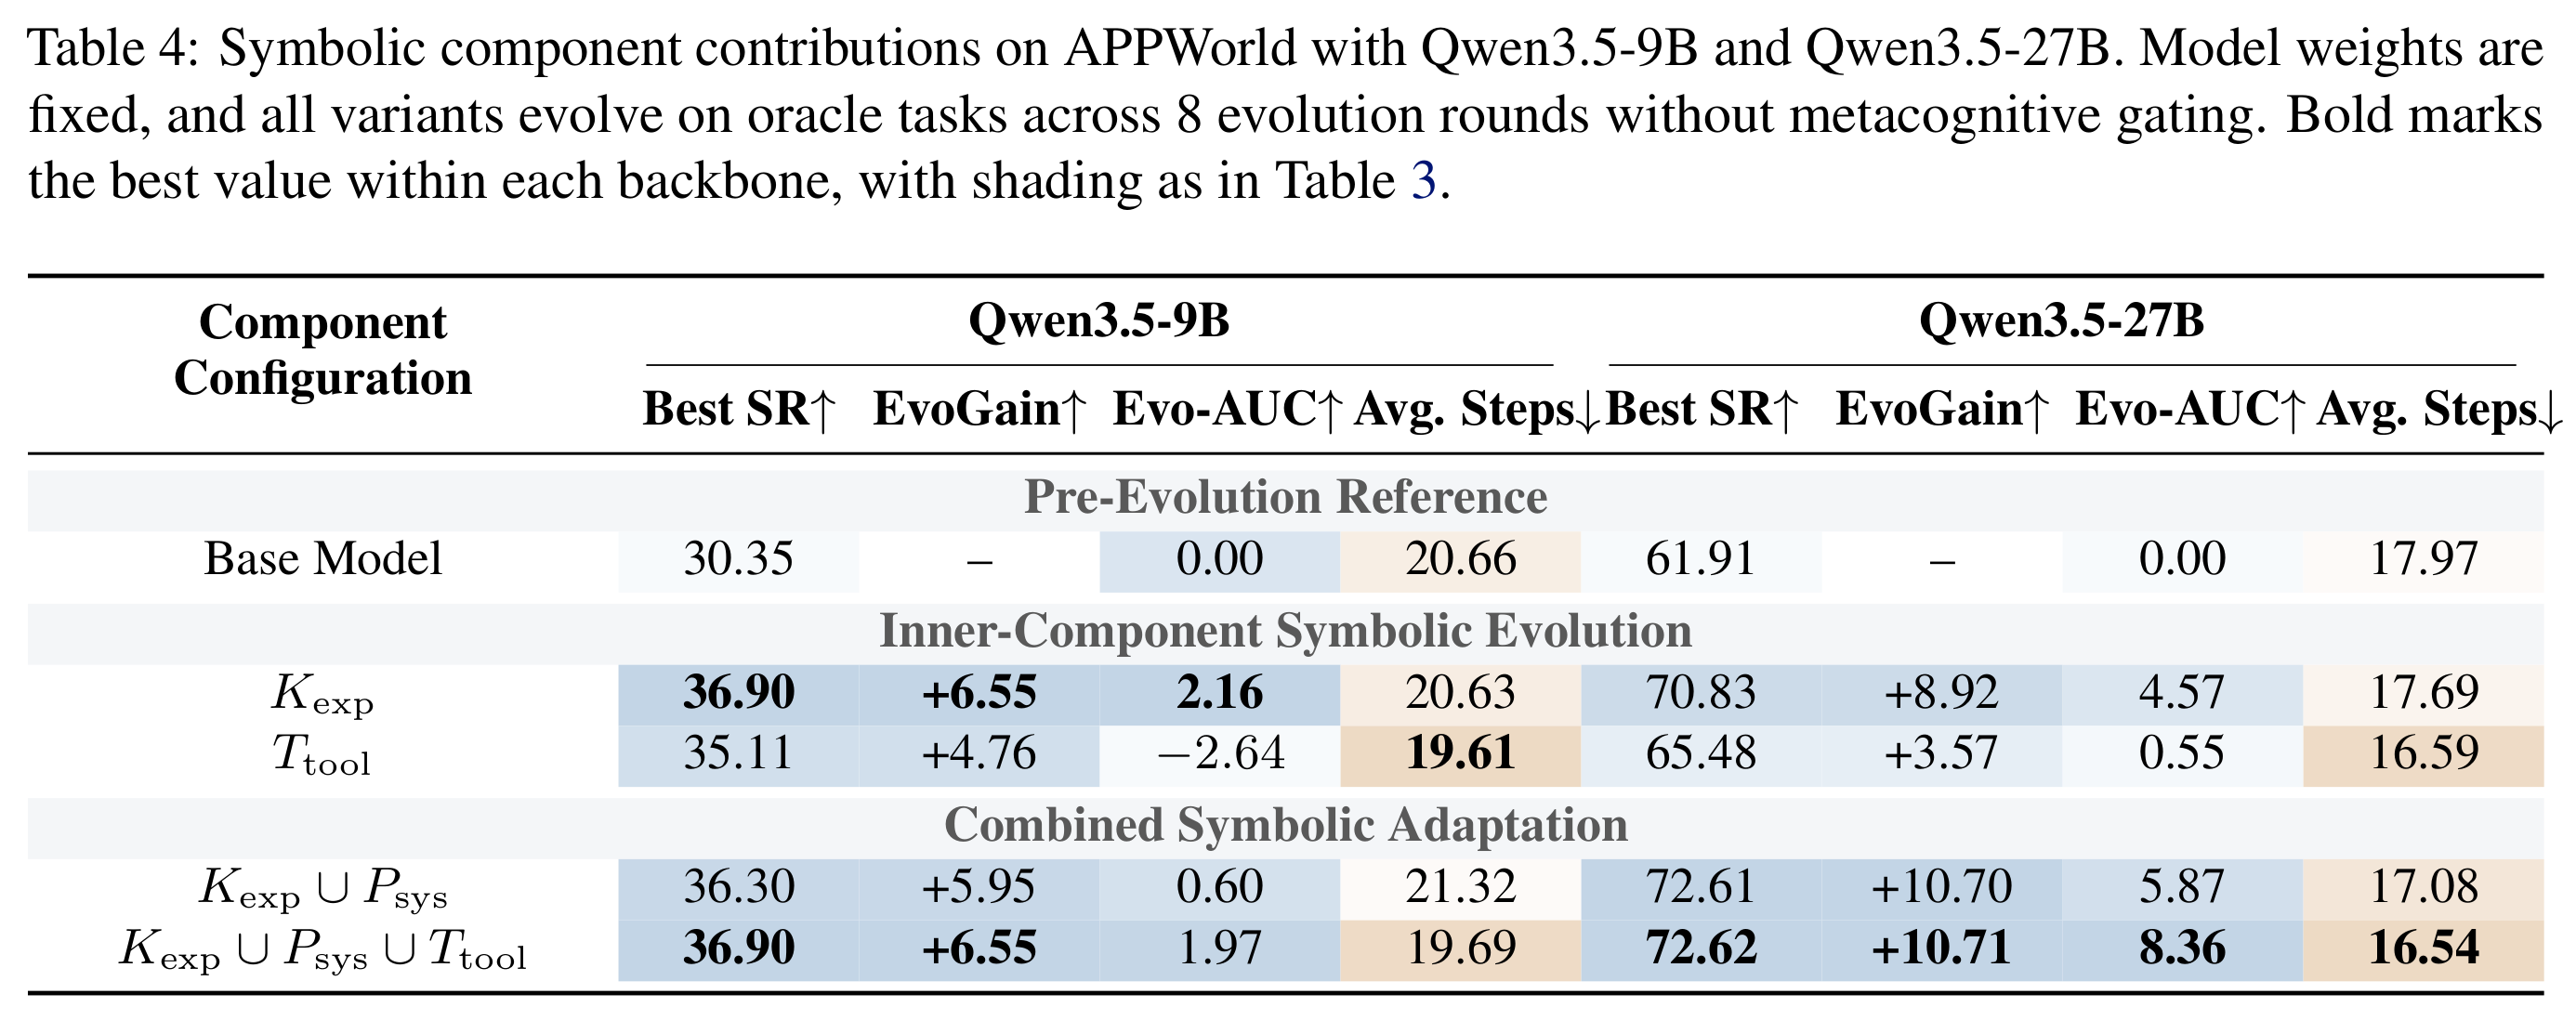 Table 4: Symbolic component contributions on APPWorld with Qwen3.5-9B and Qwen3.5-27B. Model weights are
fixed, and all variants evolve on oracle tasks across 8 evolution rounds without metacognitive gating. Bold marks
the best value within each backbone, with shading as in Table 3.
Component Configuration Qwen3.5-9B Qwen3.5-27B
Best SR↑ EvoGain↑ Evo-AUC↑ Avg. Steps↓ Best SR↑ EvoGain↑ Evo-AUC↑ Avg. Steps↓
Pre-Evolution Reference
Base Model 30.35 – 0.00 20.66 61.91 – 0.00 17.97
Inner-Component Symbolic Evolution
K_exp 36.90 +6.55 2.16 20.63 70.83 +8.92 4.57 17.69
T_tool 35.11 +4.76 −2.64 19.61 65.48 +3.57 0.55 16.59
Combined Symbolic Adaptation
K_exp ∪ P_sys 36.30 +5.95 0.60 21.32 72.61 +10.70 5.87 17.08
K_exp ∪ P_sys ∪ T_tool 36.90 +6.55 1.97 19.69 72.62 +10.71 8.36 16.54